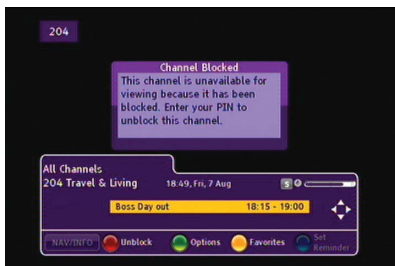 204
Channel Blocked
This channel is unavailable for
viewing because it has been
blocked. Enter your PIN to
unblock this channel.
All Channels
204 Travel & Living 18:49, Fri, 7 Aug S
Boss Day out 18:15 - 19:00
NAV/INFO Unblock Options Favorites Set
Reminder